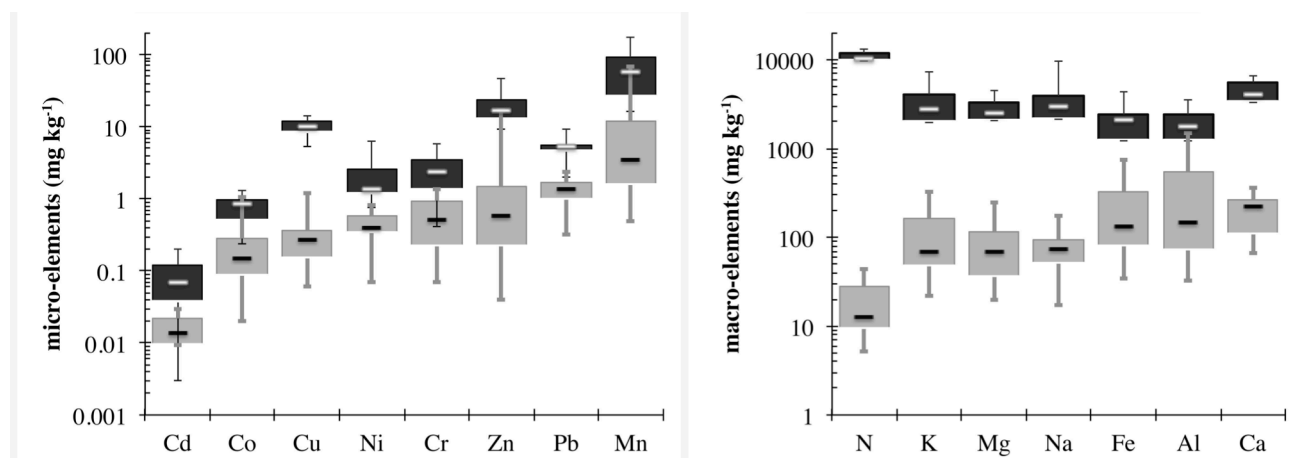 micro-elements (mg kg⁻¹)
100
10
1
0.1
0.01
0.001
Cd Co Cu Ni Cr Zn Pb Mn
macro-elements (mg kg⁻¹)
10000
1000
100
10
1
N K Mg Na Fe Al Ca